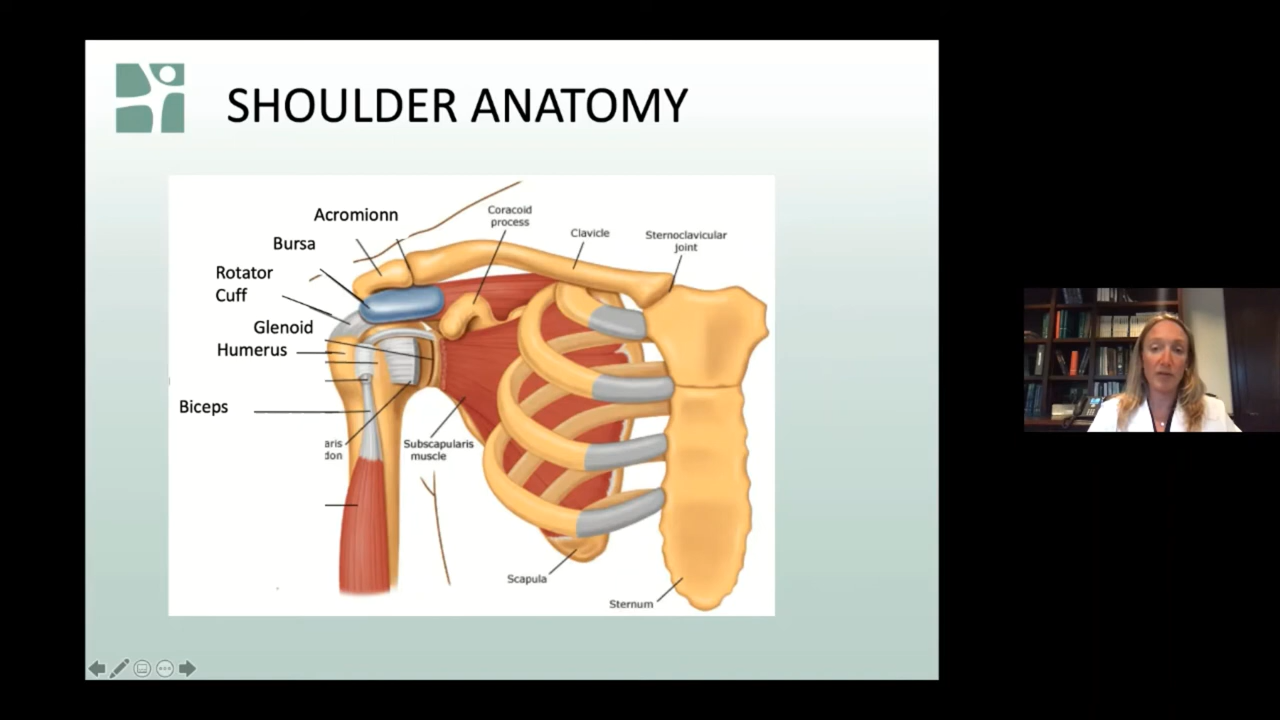 SHOULDER ANATOMY
Acromionn
Coracoid
process
Clavicle
Sternoclavicular
joint
Bursa
Rotator
Cuff
Glenoid
Humerus
Biceps
aris
don
Subscapularis
muscle
Scapula
Sternum